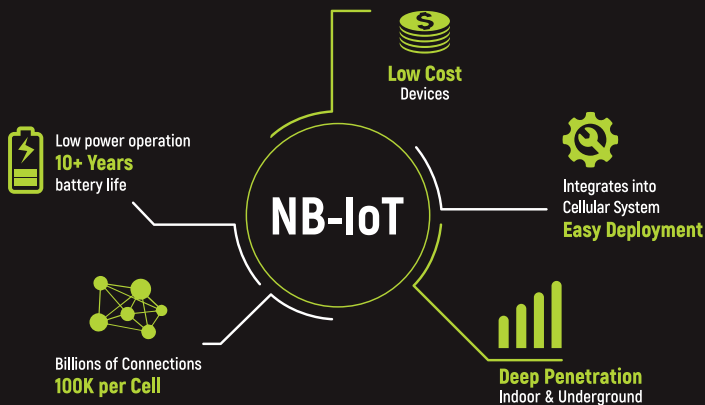 $
Low Cost
Devices
Low power operation
10+ Years
battery life
NB-IoT
Integrates into
Cellular System
Easy Deployment
Billions of Connections
100K per Cell
Deep Penetration
Indoor & Underground